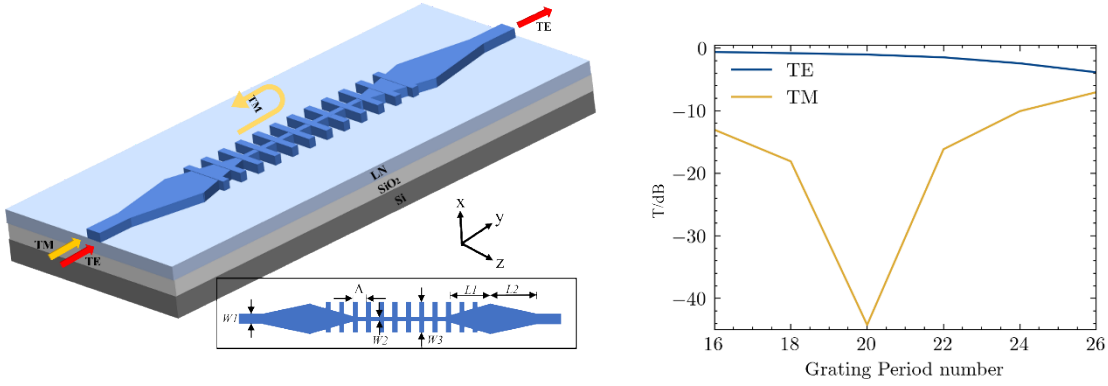 TE
TM
LN
SiO₂
Si
TM
TE
x
y
z
Λ
L1
L2
W1
W2
W3
0
−10
−20
−30
−40
T/dB
TE
TM
16
18
20
22
24
26
Grating Period number